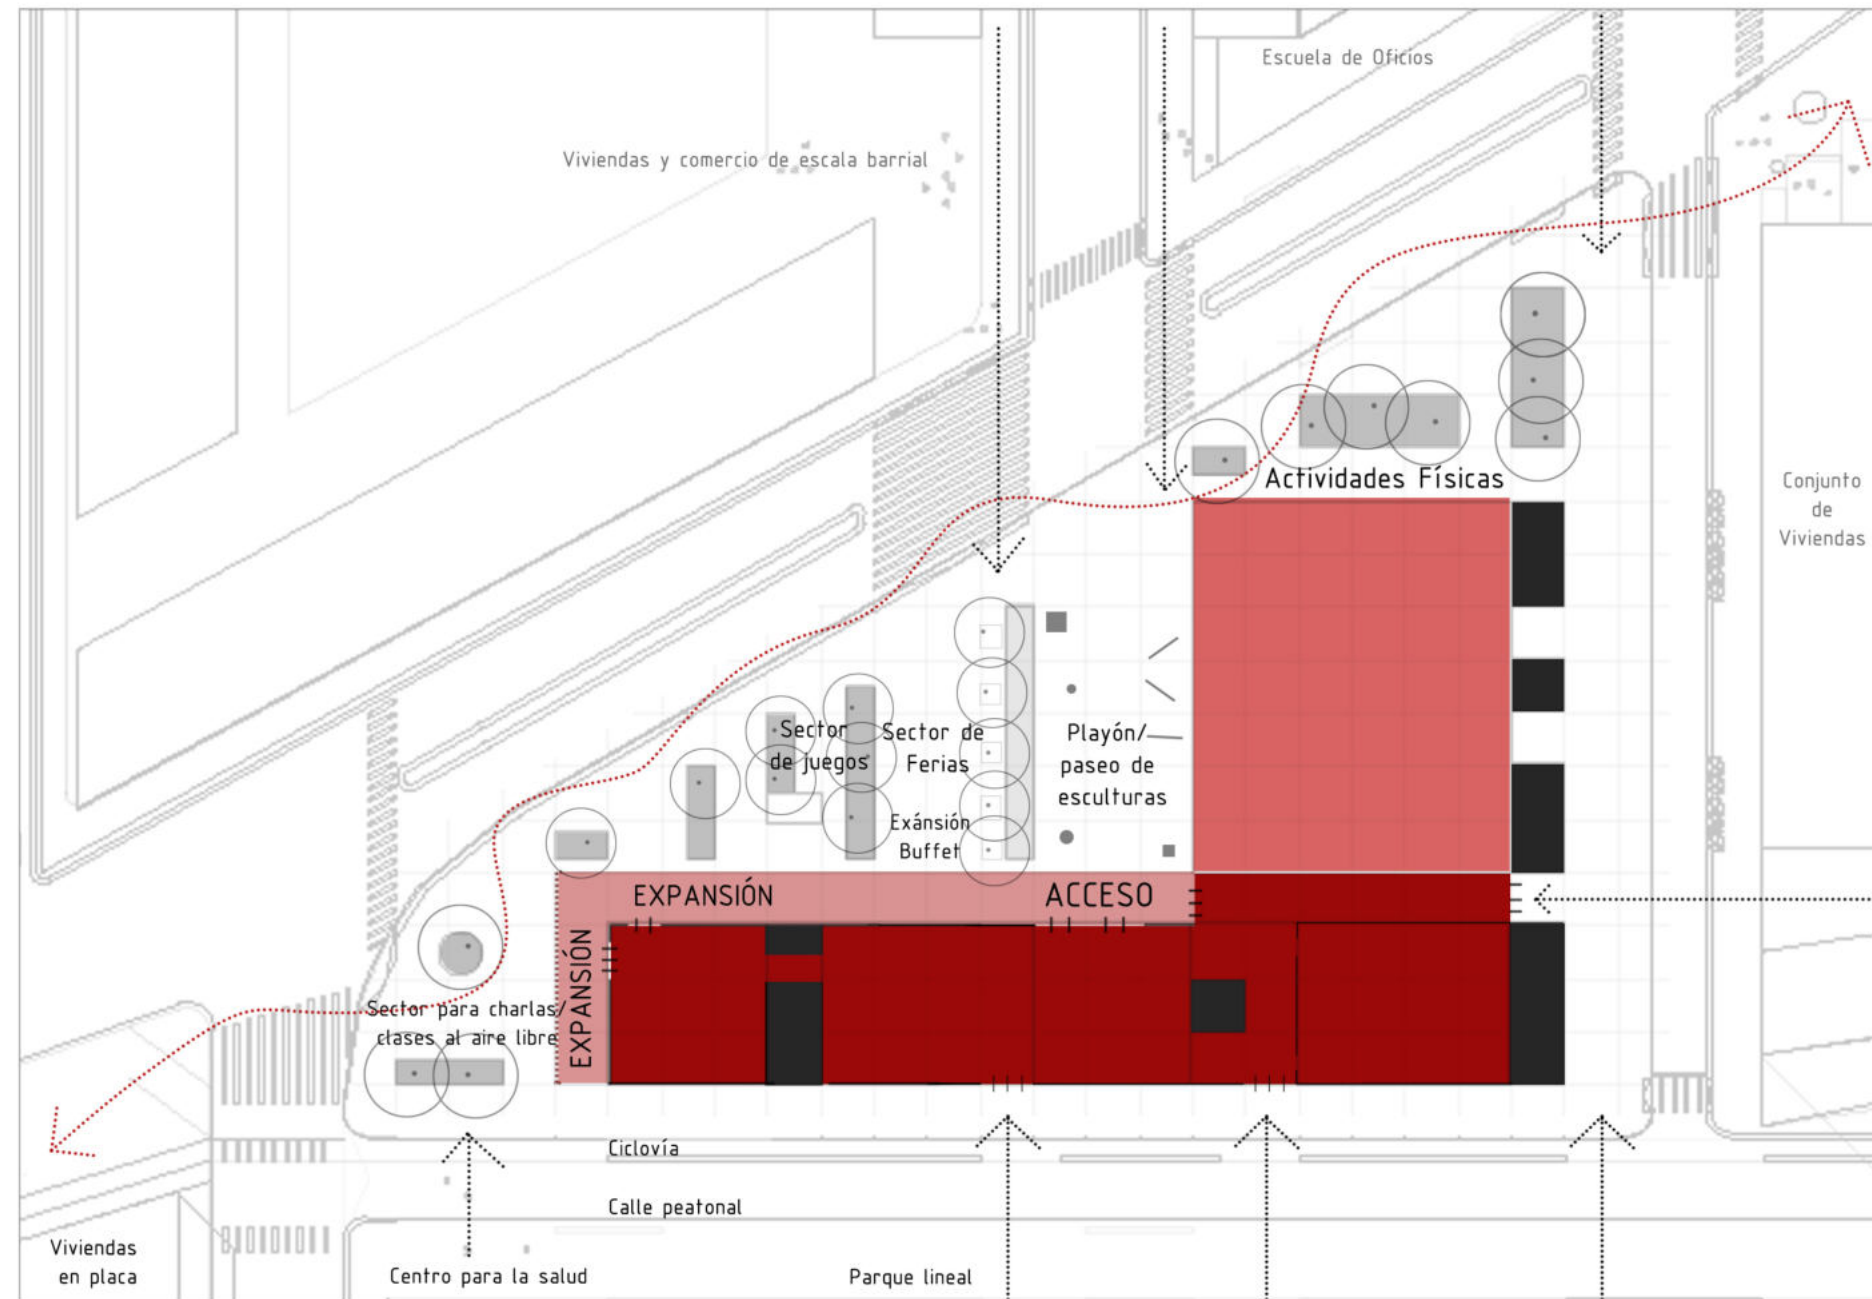 Escuela de Oficios
Viviendas y comercio de escala barrial
Actividades Físicas
Conjunto
de
Viviendas
Sector
de juegos
Sector de
Ferias
Playón/
paseo de
esculturas
Exánsión
Buffet
EXPANSIÓN
ACCESO
EXPANSIÓN
Sector para charlas/
clases al aire libre
Ciclovía
Calle peatonal
Viviendas
en placa
Centro para la salud
Parque lineal